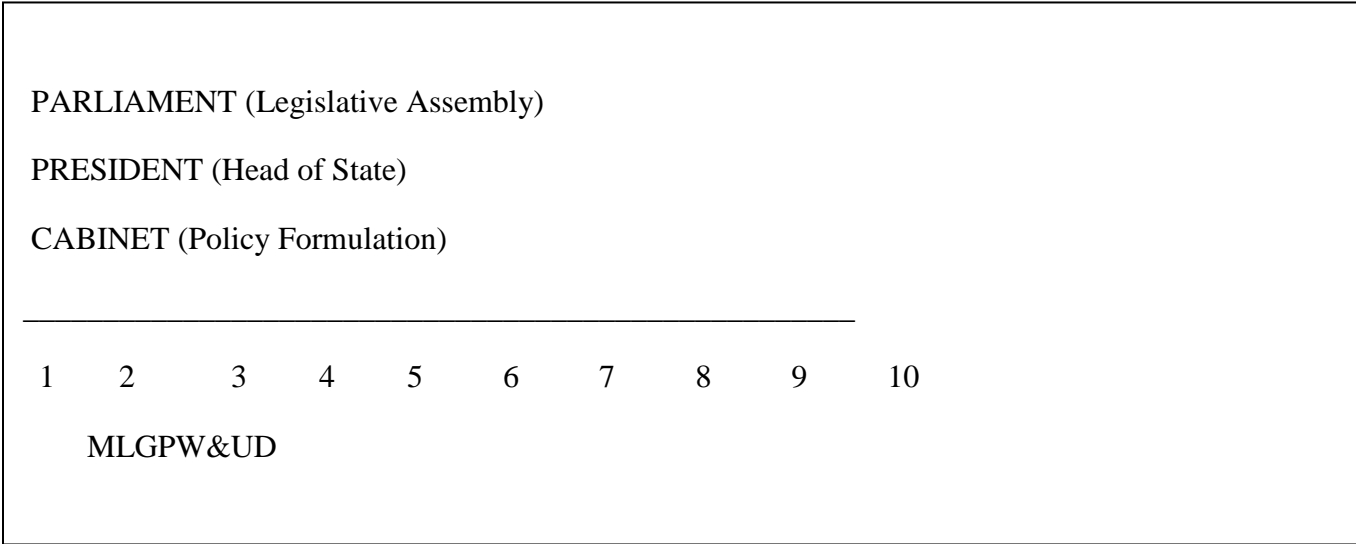 PARLIAMENT (Legislative Assembly)
PRESIDENT (Head of State)
CABINET (Policy Formulation)
1 2 3 4 5 6 7 8 9 10
MLGPW&UD